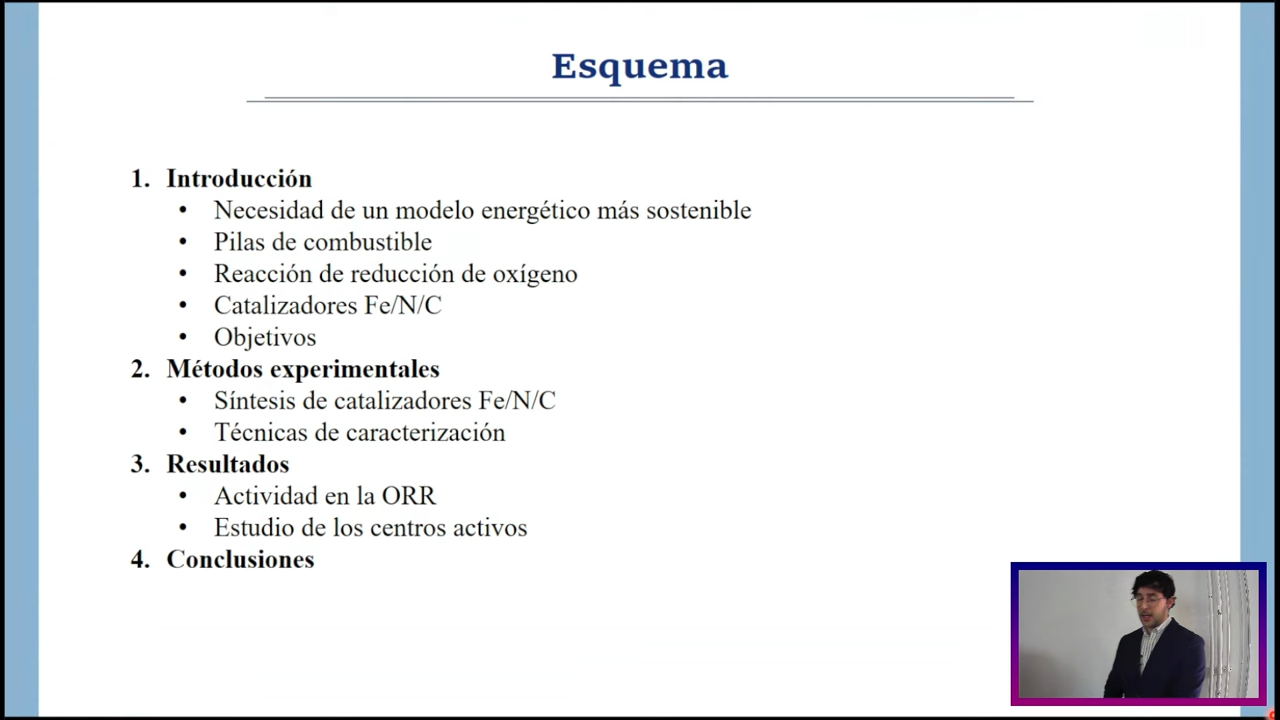 Esquema
1. Introducción
• Necesidad de un modelo energético más sostenible
• Pilas de combustible
• Reacción de reducción de oxígeno
• Catalizadores Fe/N/C
• Objetivos
2. Métodos experimentales
• Síntesis de catalizadores Fe/N/C
• Técnicas de caracterización
3. Resultados
• Actividad en la ORR
• Estudio de los centros activos
4. Conclusiones